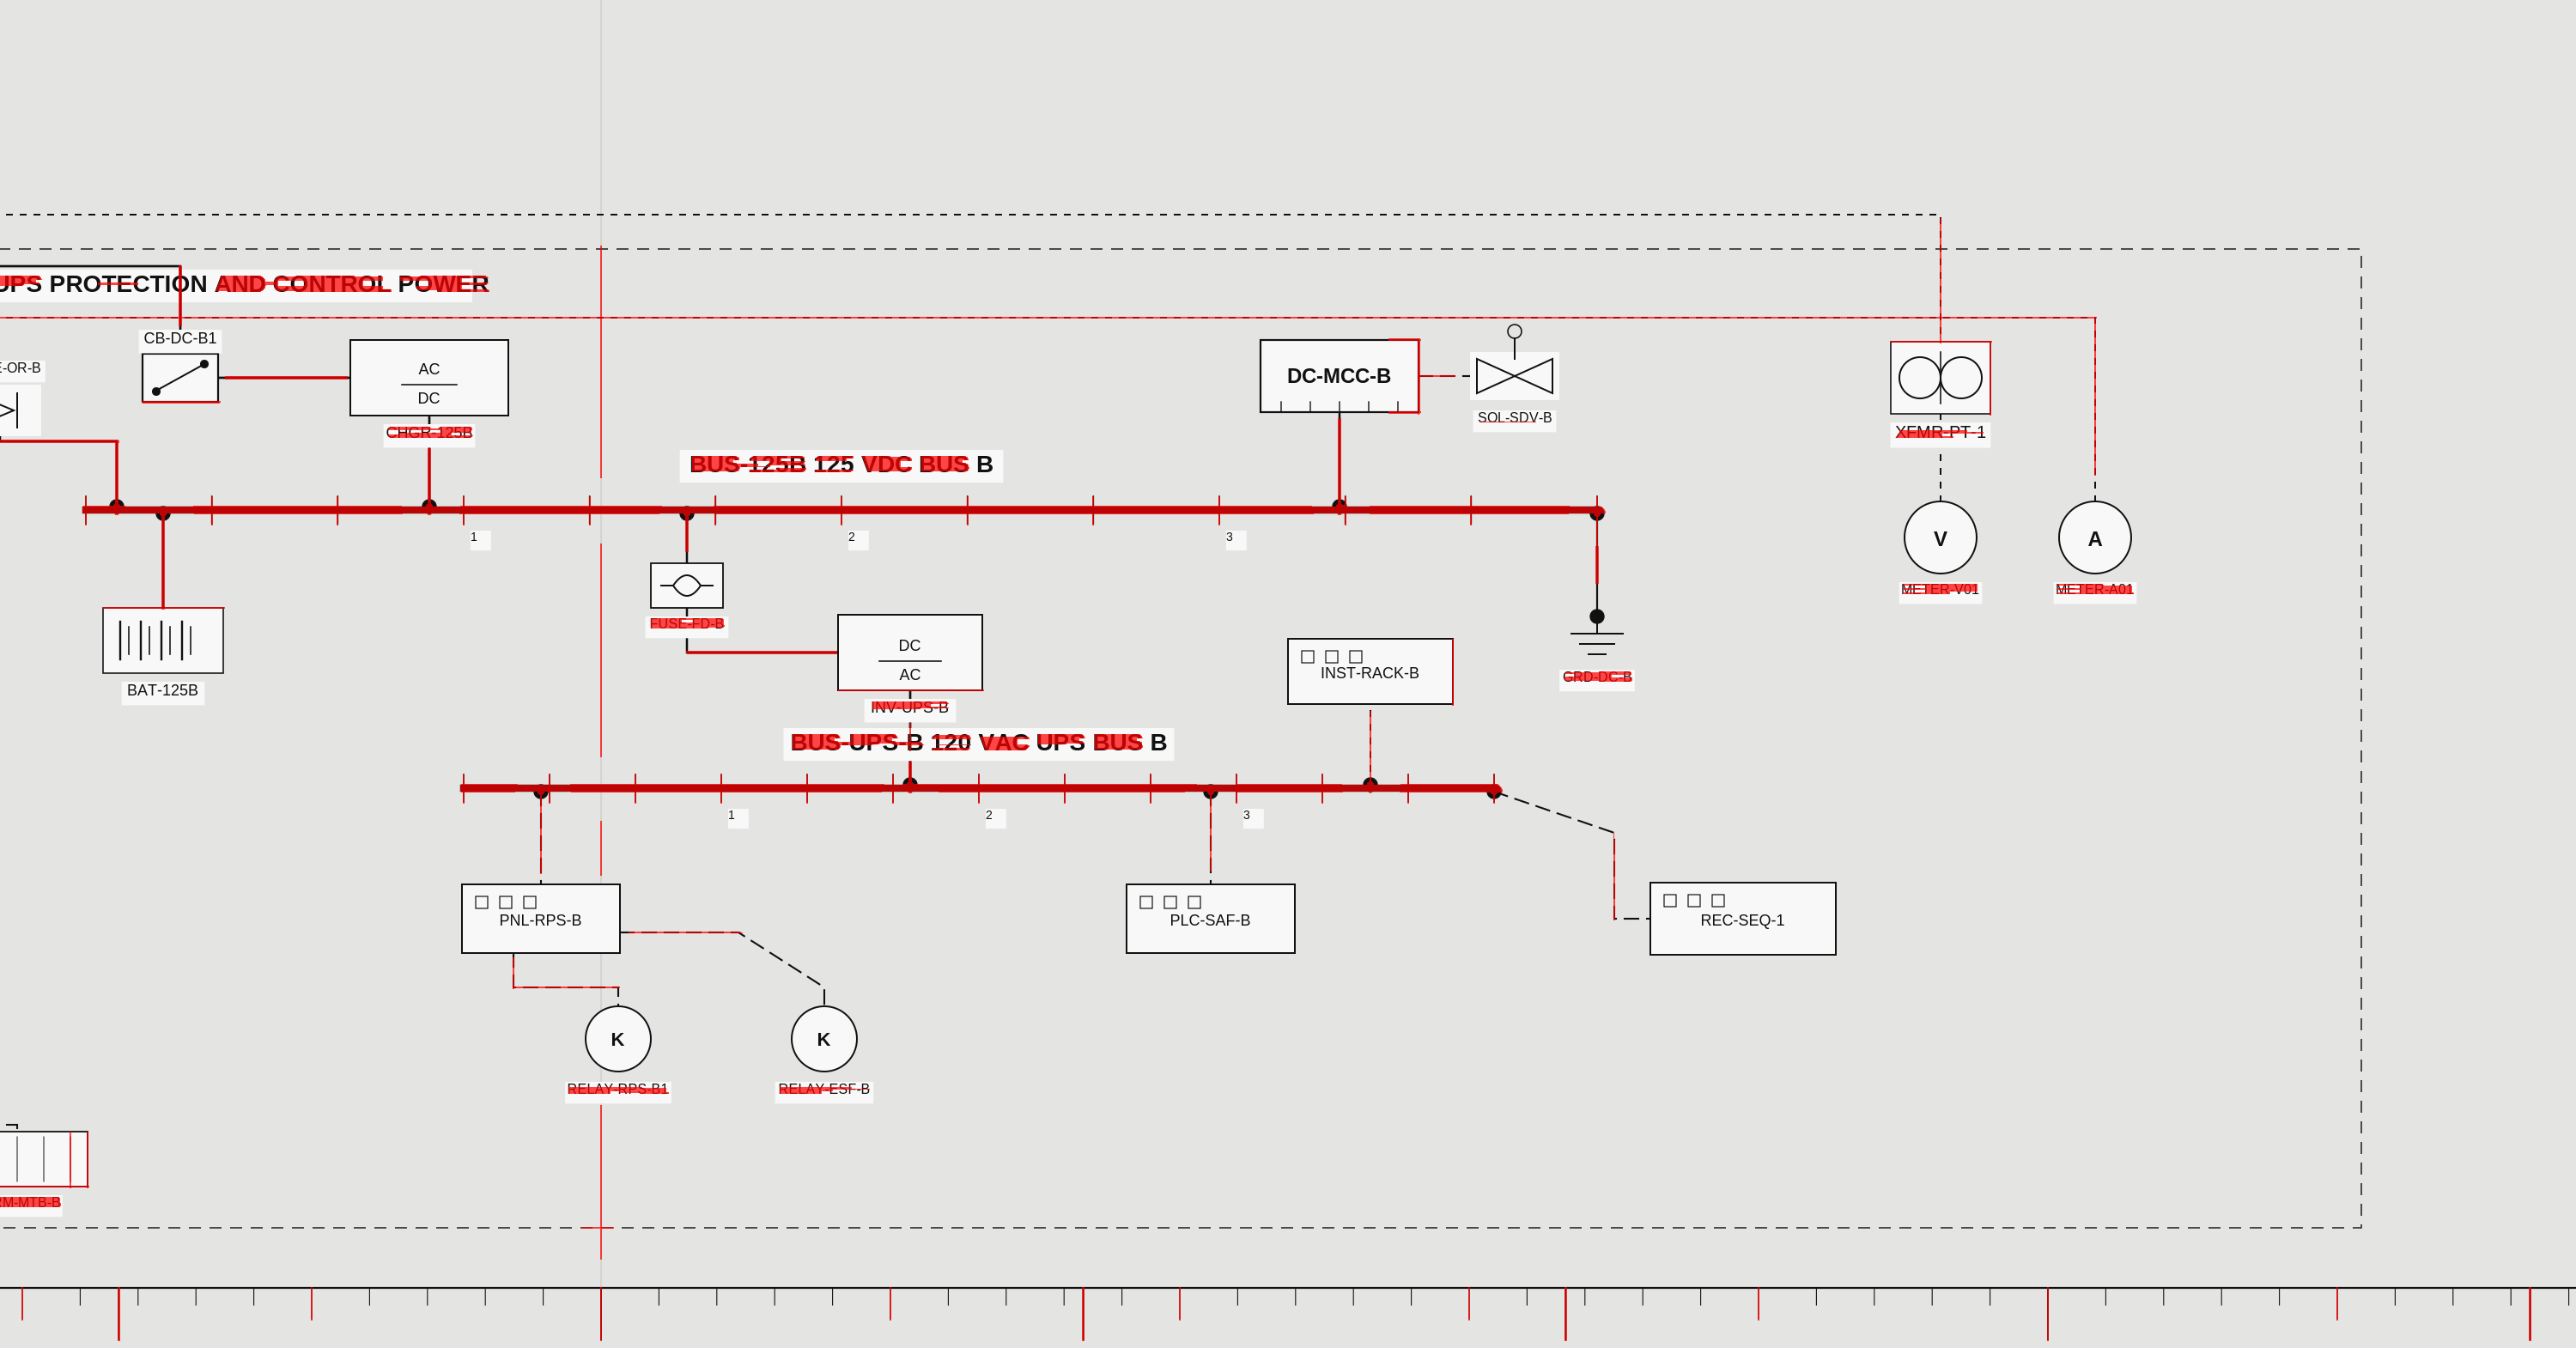 UPS PROTECTION AND CONTROL POWER
CB-DC-B1
E-OR-B
AC
DC
CHGR-125B
DC-MCC-B
SOL-SDV-B
XFMR-PT-1
BUS-125B 125 VDC BUS B
1
2
3
V
A
METER-V01
METER-A01
FUSE-FD-B
BAT-125B
DC
AC
INV-UPS-B
INST-RACK-B
GRD-DC-B
BUS-UPS-B 120 VAC UPS BUS B
1
2
3
PNL-RPS-B
PLC-SAF-B
REC-SEQ-1
K
K
RELAY-RPS-B1
RELAY-ESF-B
RM-MTB-B